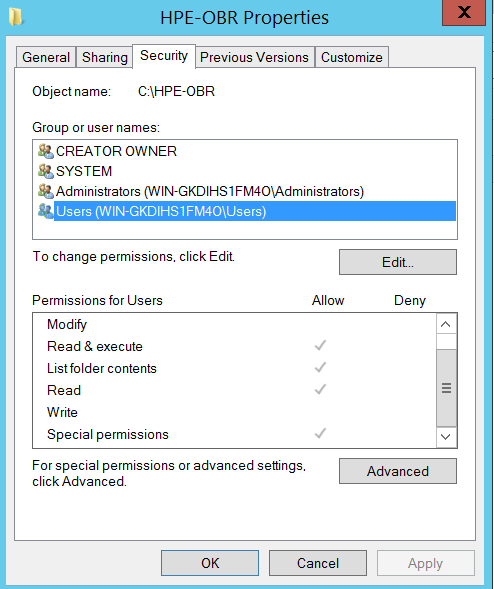 HPE-OBR Properties
X
General Sharing Security Previous Versions Customize
Object name: C:\HPE-OBR
Group or user names:
CREATOR OWNER
SYSTEM
Administrators (WIN-GKDIHS1FM4O\Administrators)
Users (WIN-GKDIHS1FM4O\Users)
To change permissions, click Edit.
Edit...
Permissions for Users Allow Deny
Modify
Read & execute
List folder contents
Read
Write
Special permissions
For special permissions or advanced settings,
click Advanced.
Advanced
OK Cancel Apply